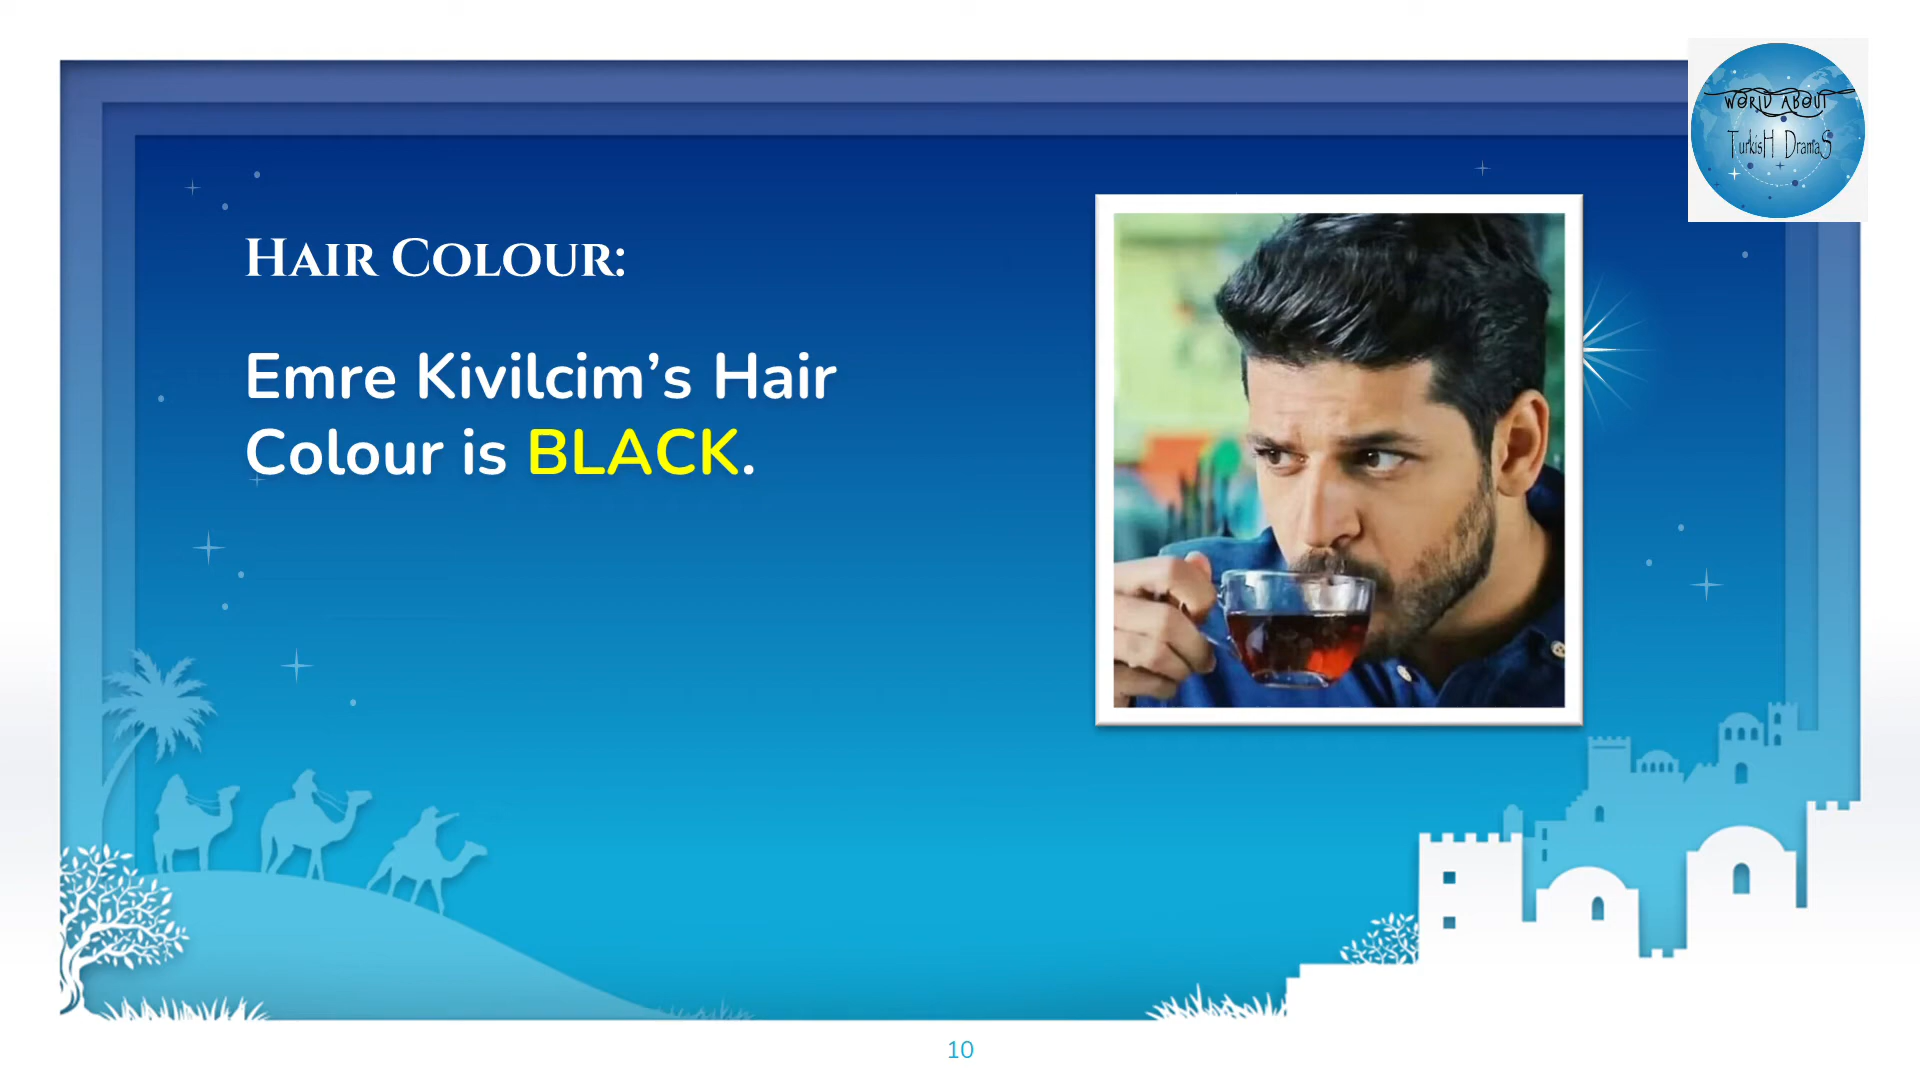 WORLD ABOUT
TurkisH DramaS
HAIR COLOUR:
Emre Kivilcim’s Hair
Colour is BLACK.
10